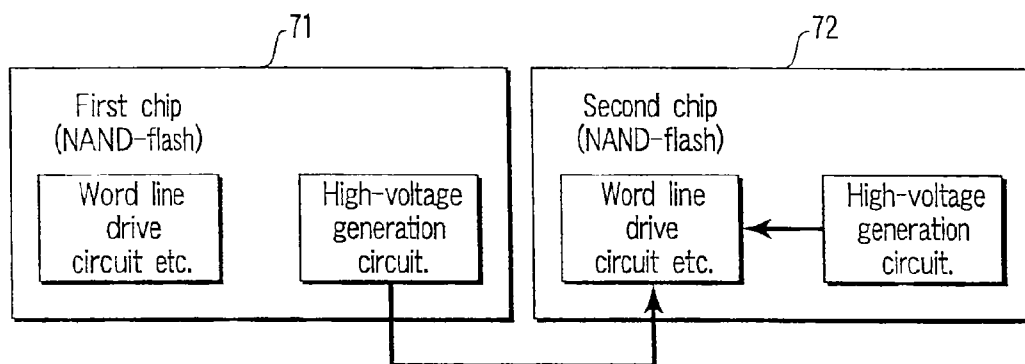 71
First chip
(NAND-flash)
Word line
drive
circuit etc.
High-voltage
generation
circuit.
72
Second chip
(NAND-flash)
Word line
drive
circuit etc.
High-voltage
generation
circuit.